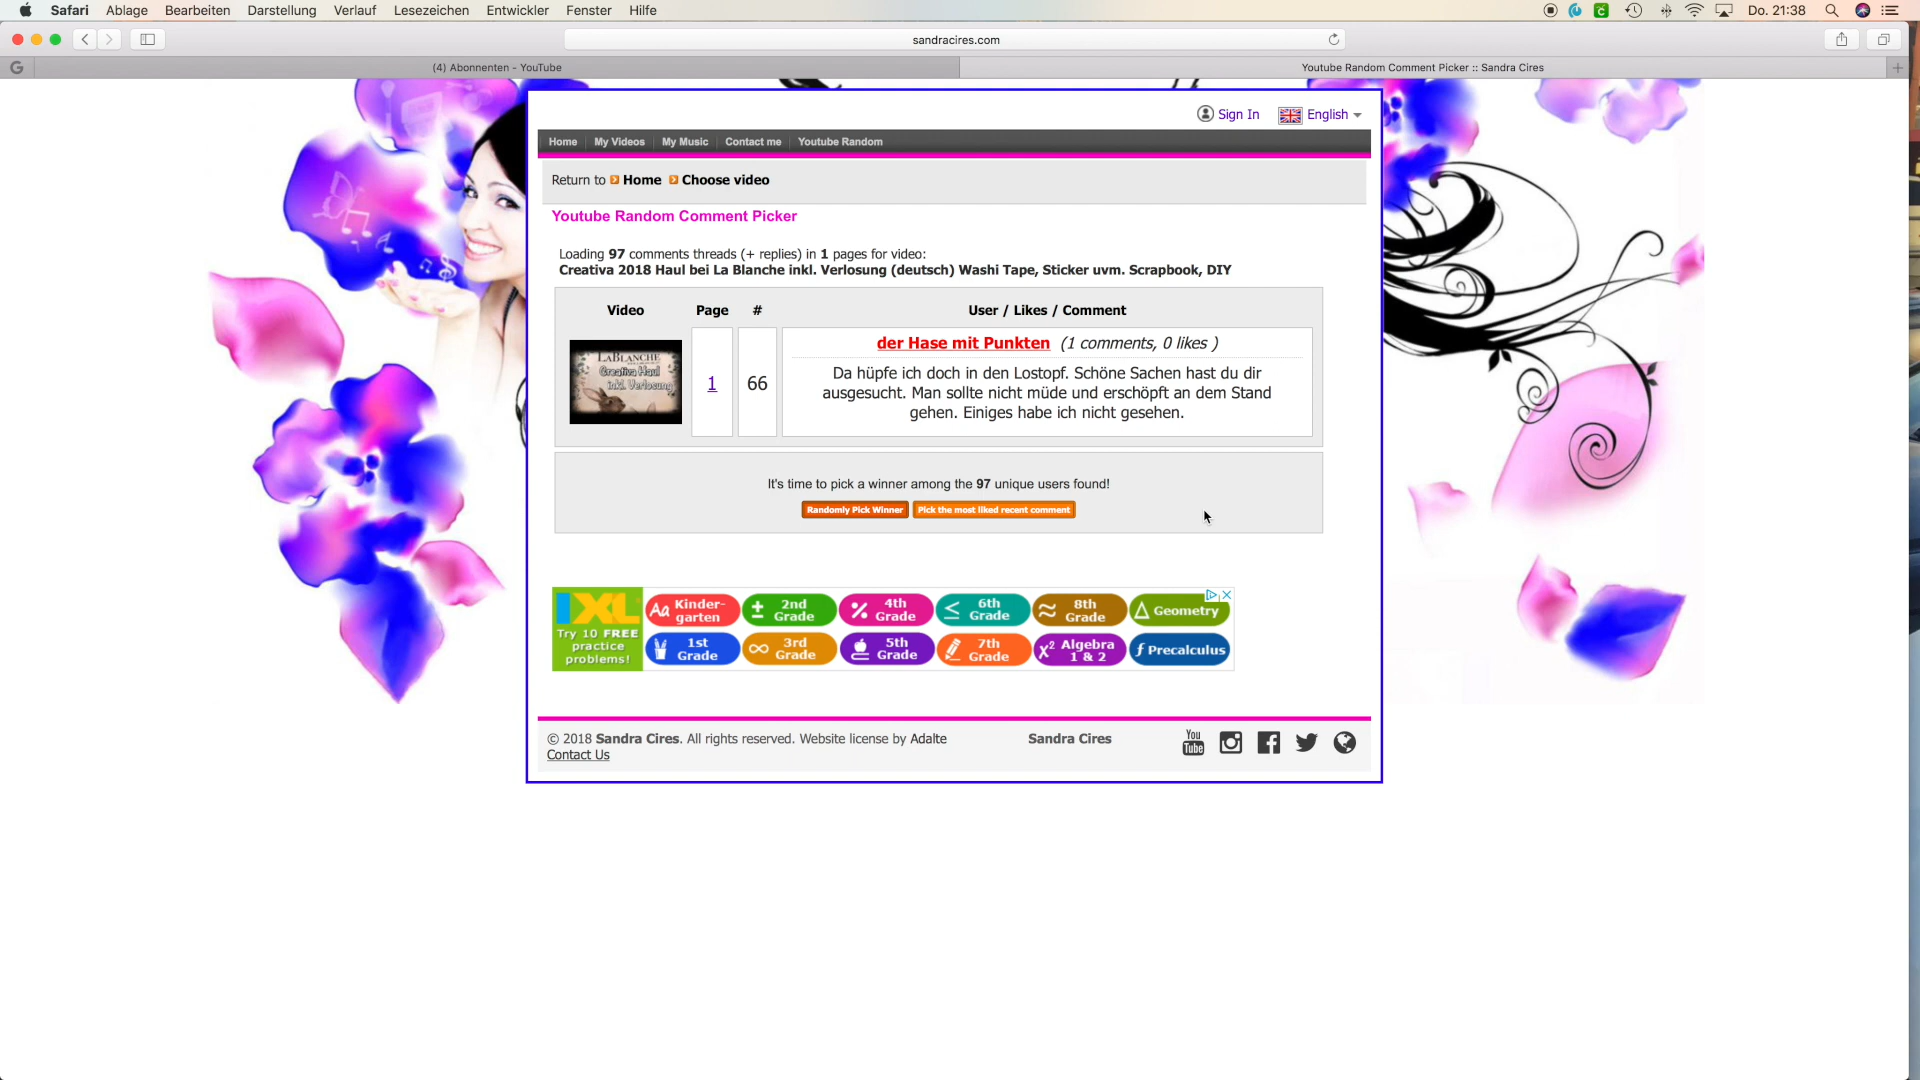 Safari Ablage Bearbeiten Darstellung Verlauf Lesezeichen Entwickler Fenster Hilfe Do. 21:38
sandracires.com
G (4) Abonnenten - YouTube Youtube Random Comment Picker :: Sandra Cires
Sign In English
Home My Videos My Music Contact me Youtube Random
Return to Home Choose video
Youtube Random Comment Picker
Loading 97 comments threads (+ replies) in 1 pages for video:
Creativa 2018 Haul bei La Blanche inkl. Verlosung (deutsch) Washi Tape, Sticker uvm. Scrapbook, DIY
Video Page # User / Likes / Comment
LABLANCHE
Creativa Haul
inkl. Verlosung
1 66
der Hase mit Punkten (1 comments, 0 likes )
Da hüpfe ich doch in den Lostopf. Schöne Sachen hast du dir
ausgesucht. Man sollte nicht müde und erschöpft an dem Stand
gehen. Einiges habe ich nicht gesehen.
It's time to pick a winner among the 97 unique users found!
Randomly Pick Winner Pick the most liked recent comment
IXL
Try 10 FREE
practice
problems!
Aa Kinder-
garten
± 2nd
Grade
% 4th
Grade
≤ 6th
Grade
≈ 8th
Grade
Δ Geometry
1st
Grade
∞ 3rd
Grade
5th
Grade
7th
Grade
x² Algebra
1 & 2
f Precalculus
© 2018 Sandra Cires. All rights reserved. Website license by Adalte
Contact Us
Sandra Cires
You
Tube